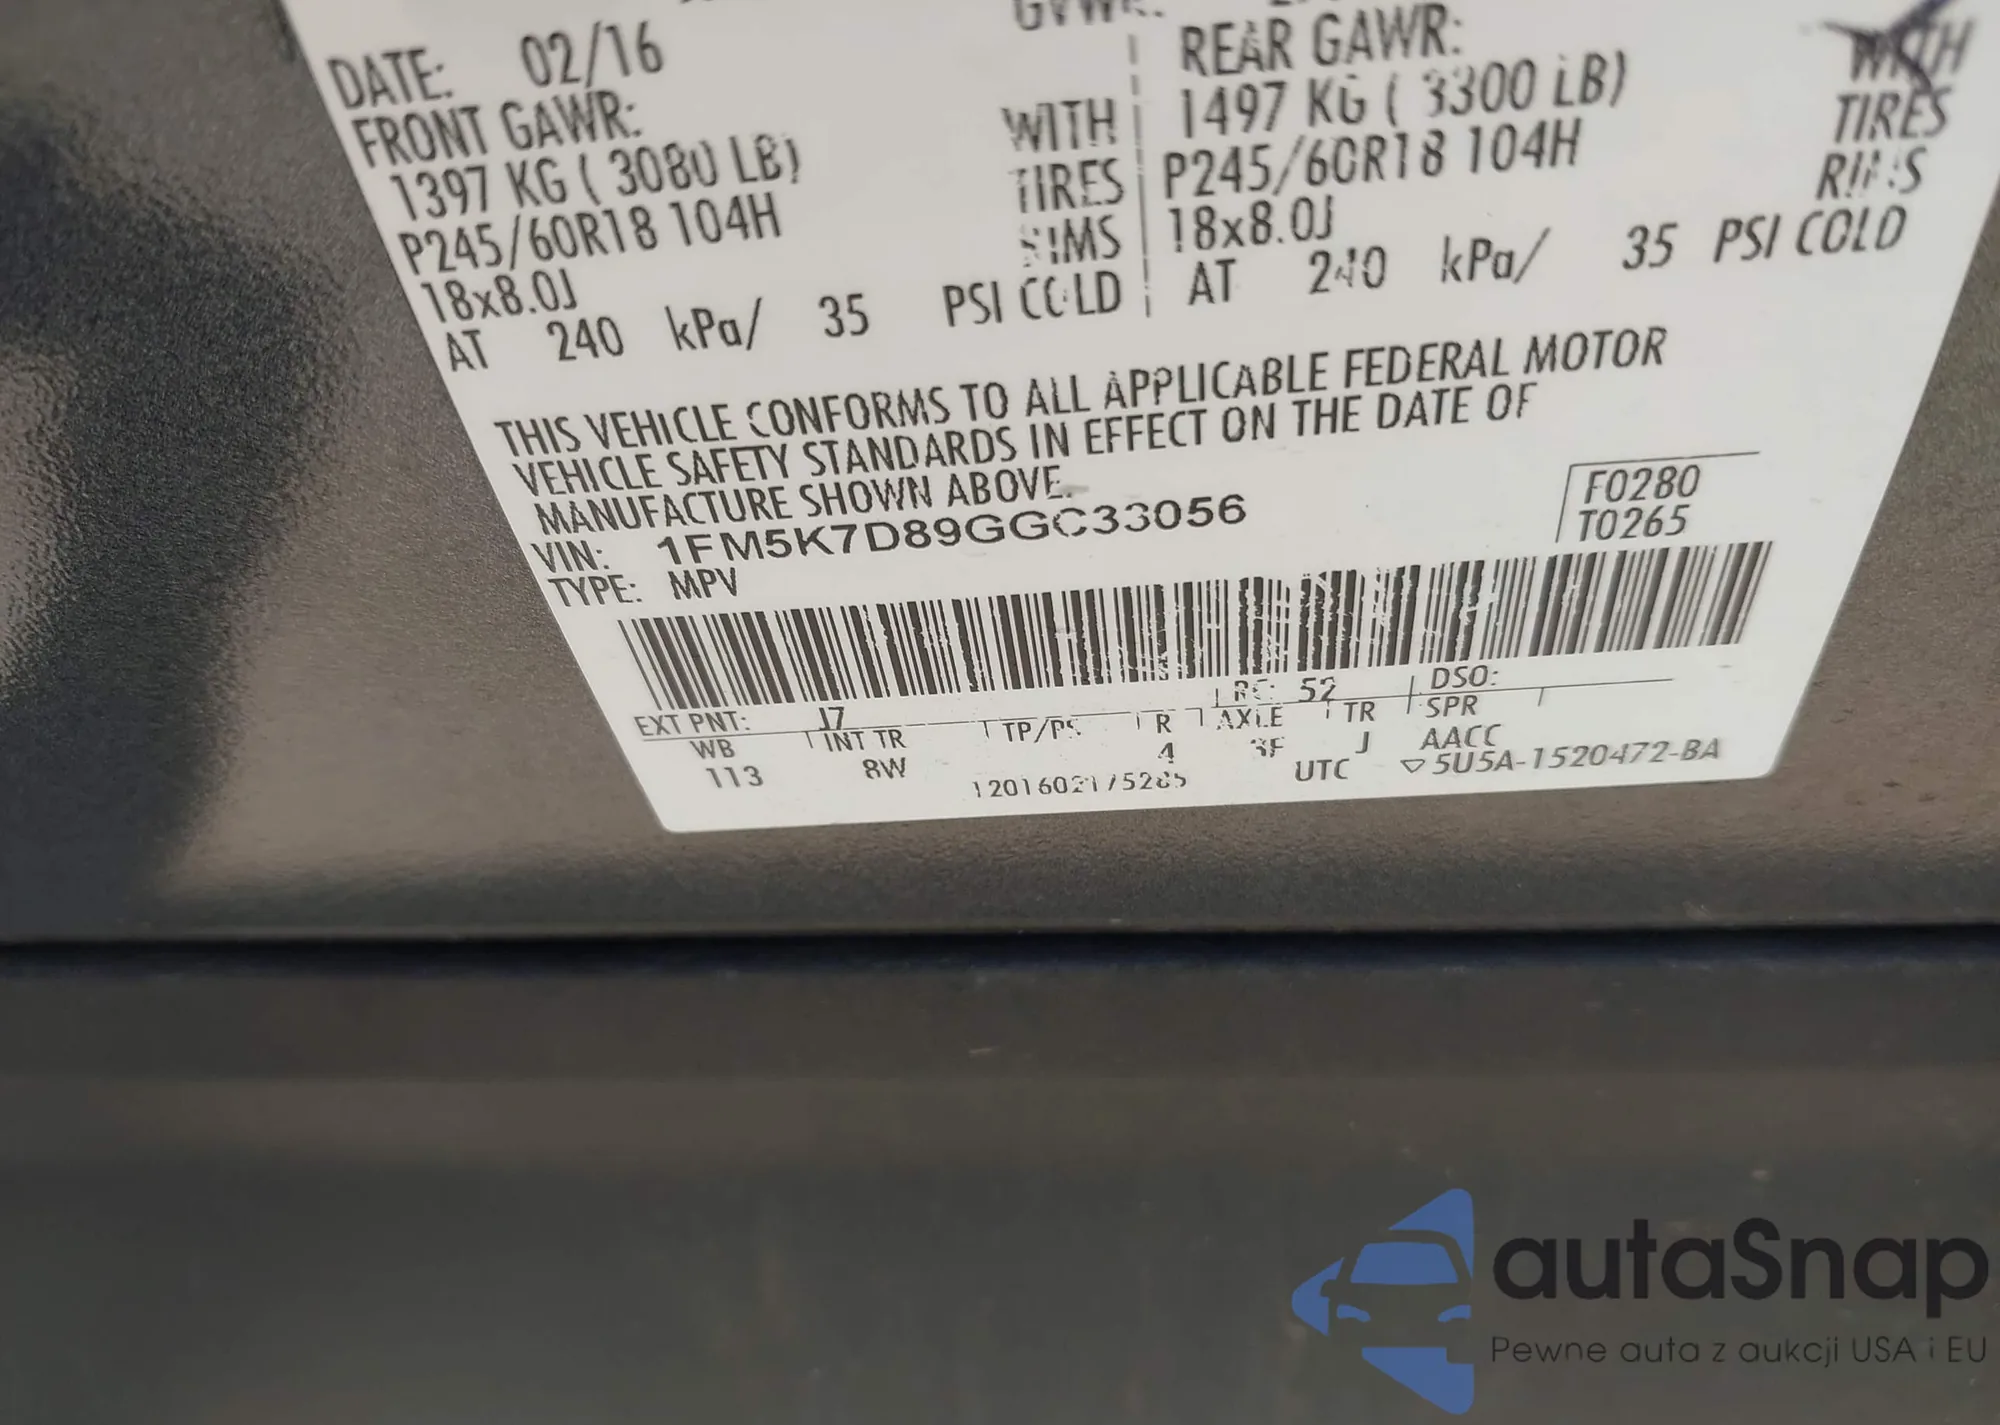 DATE: 02/16
FRONT GAWR:
1397 KG ( 3080 LB) WITH
P245/60R18 104H TIRES
18x8.0J RIMS
AT 240 kPa/ 35 PSI COLD
REAR GAWR: WITH
1497 KG ( 3300 LB) TIRES
P245/60R18 104H RIMS
18x8.0J
AT 240 kPa/ 35 PSI COLD
THIS VEHICLE CONFORMS TO ALL APPLICABLE FEDERAL MOTOR
VEHICLE SAFETY STANDARDS IN EFFECT ON THE DATE OF
MANUFACTURE SHOWN ABOVE.
VIN: 1FM5K7D89GGC33056
TYPE: MPV
F0280
T0265
EXT PNT: J7 RC: 52 DSO:
WB INT TR TP/PS R AXLE TR SPR
113 8W 4 3F J AACC
UTC ▽5U5A-1520472-BA
autaSnap
Pewne auta z aukcji USA i EU